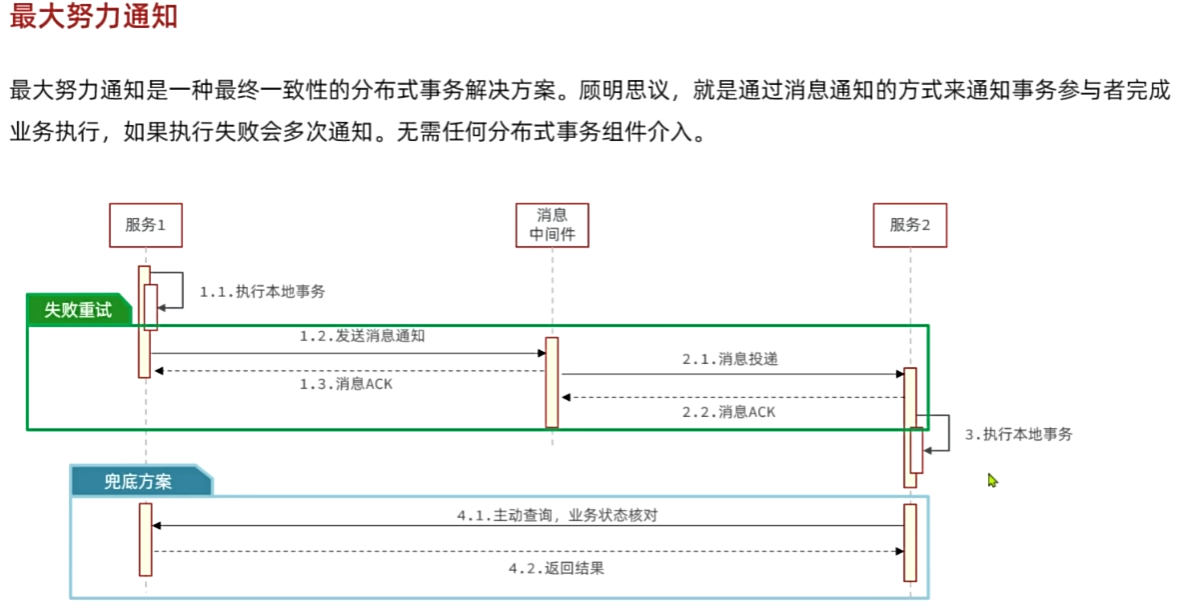 最大努力通知
最大努力通知是一种最终一致性的分布式事务解决方案。顾明思议，就是通过消息通知的方式来通知事务参与者完成
业务执行，如果执行失败会多次通知。无需任何分布式事务组件介入。
服务1
消息
中间件
服务2
1.1.执行本地事务
失败重试
1.2.发送消息通知
2.1.消息投递
1.3.消息ACK
2.2.消息ACK
3.执行本地事务
兜底方案
4.1.主动查询，业务状态核对
4.2.返回结果